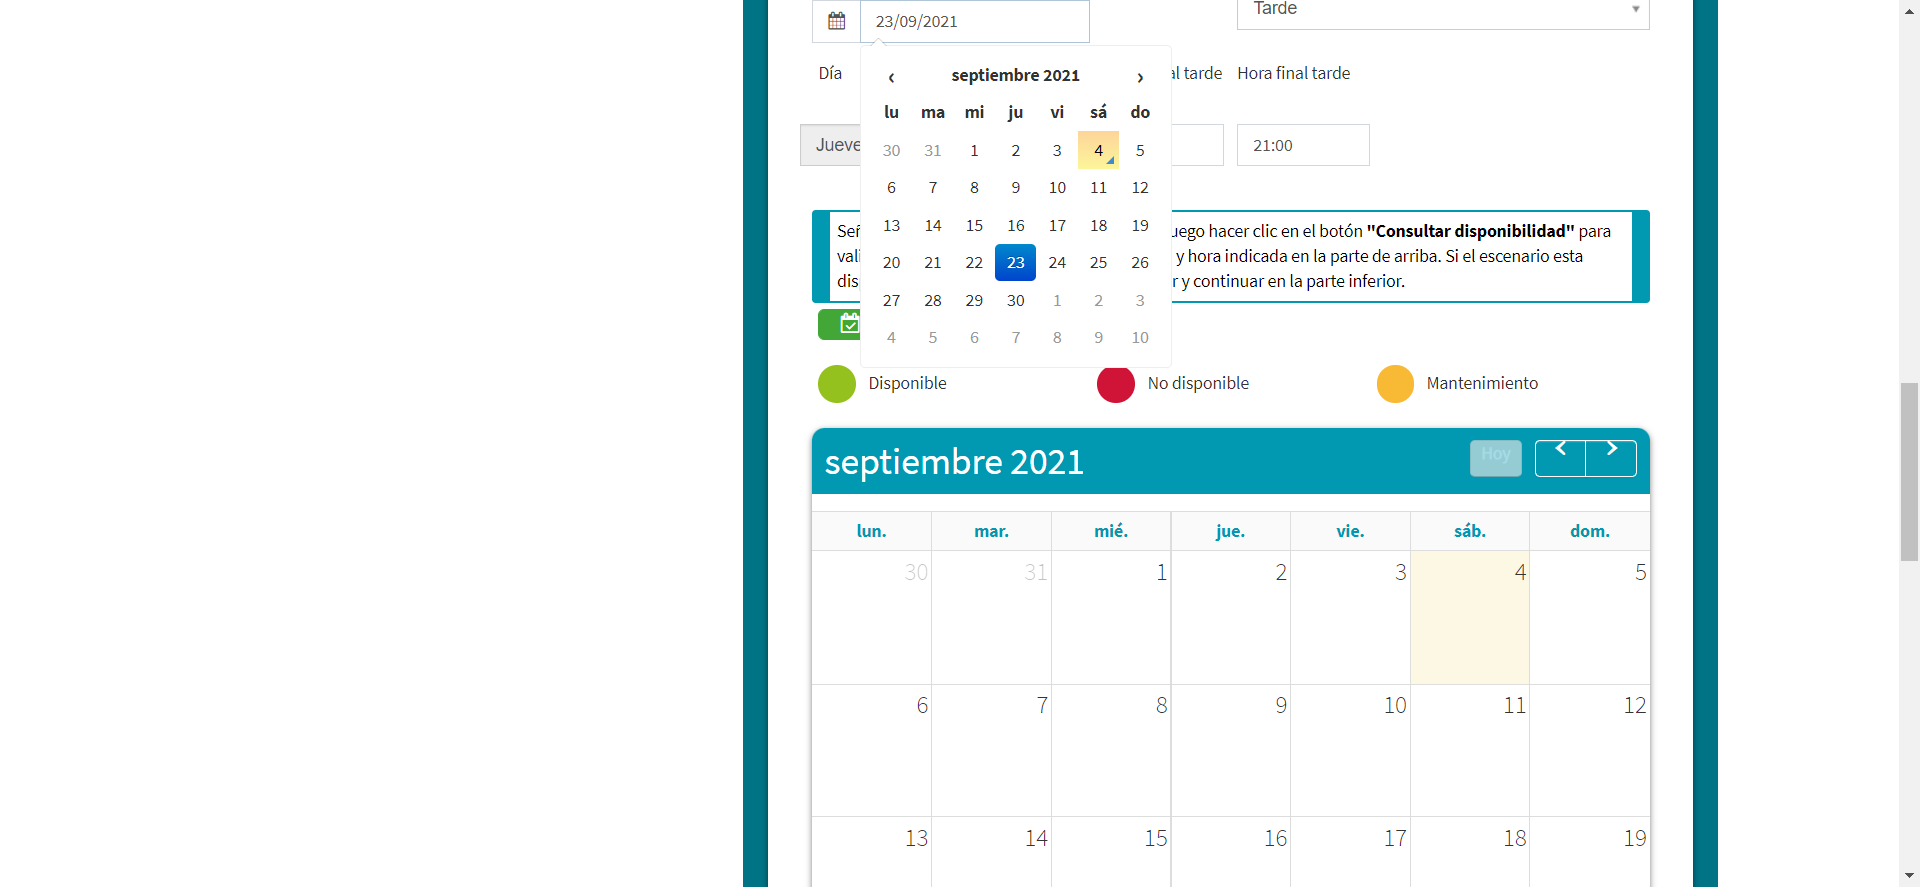 23/09/2021
Tarde
Día
al tarde
Hora final tarde
‹ septiembre 2021 ›
lu ma mi ju vi sá do
30 31 1 2 3 4 5
6 7 8 9 10 11 12
13 14 15 16 17 18 19
20 21 22 23 24 25 26
27 28 29 30 1 2 3
4 5 6 7 8 9 10
Jueve
21:00
uego hacer clic en el botón "Consultar disponibilidad" para
vali y hora indicada en la parte de arriba. Si el escenario esta
dis r y continuar en la parte inferior.
Disponible
No disponible
Mantenimiento
septiembre 2021
Hoy
lun. mar. mié. jue. vie. sáb. dom.
30 31 1 2 3 4 5
6 7 8 9 10 11 12
13 14 15 16 17 18 19